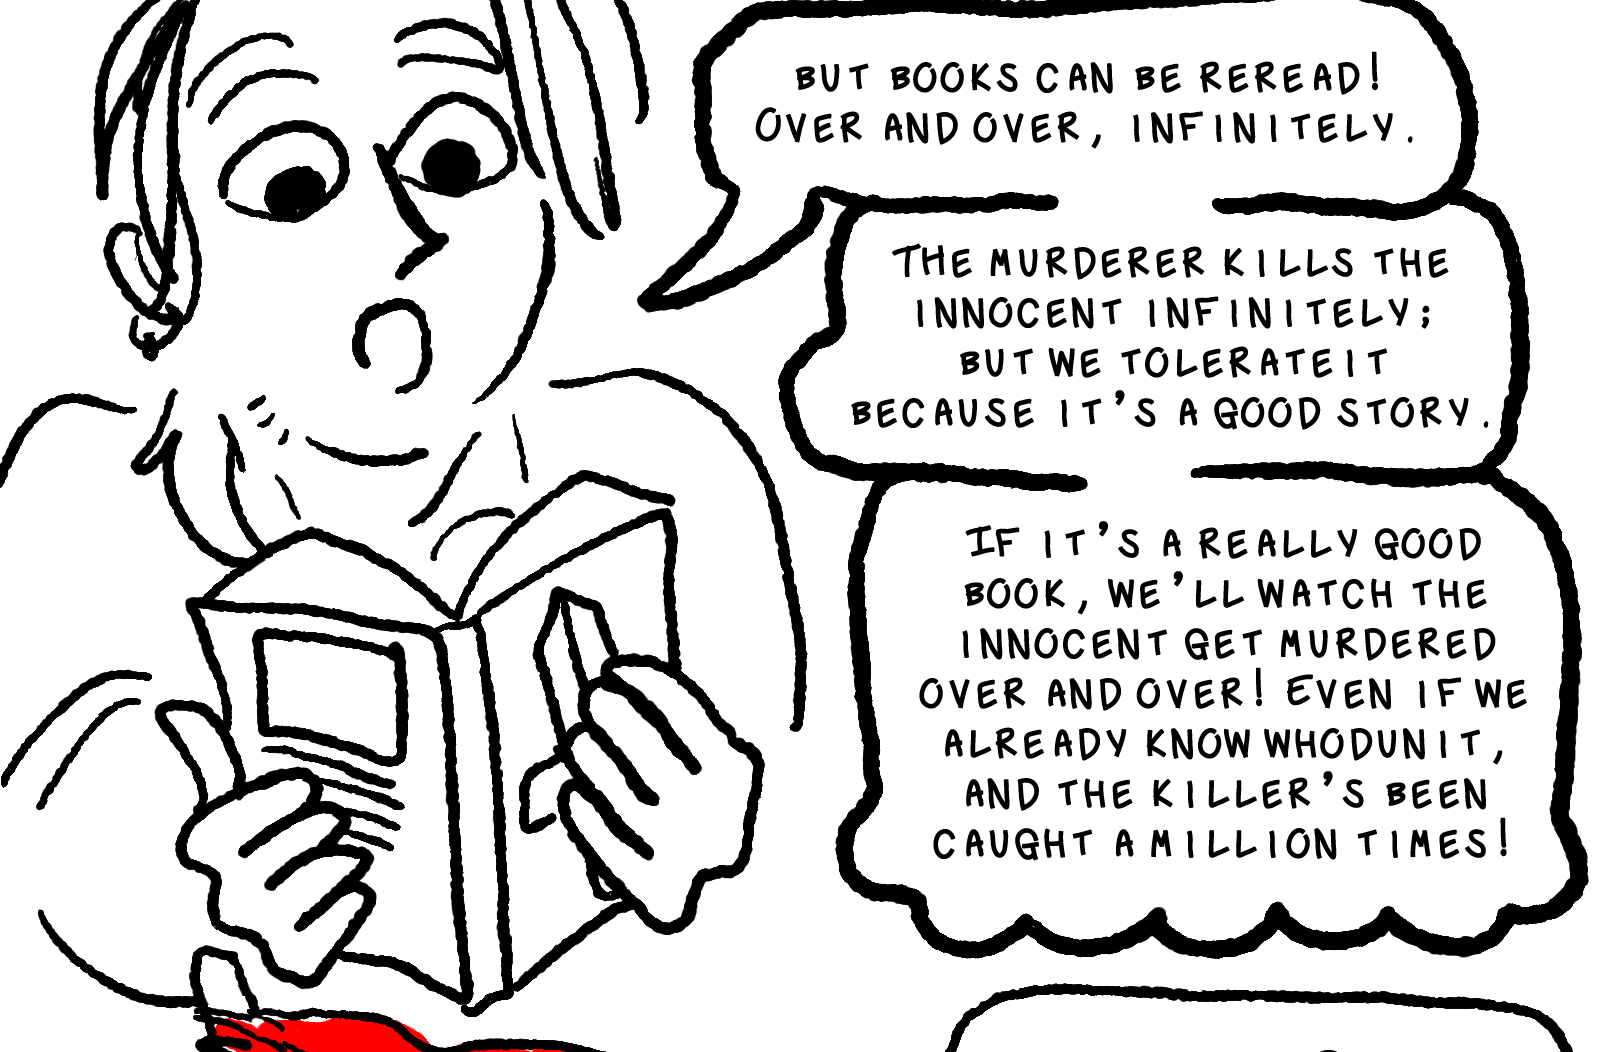 BUT BOOKS CAN BE REREAD!
OVER AND OVER, INFINITELY.
THE MURDERER KILLS THE
INNOCENT INFINITELY;
BUT WE TOLERATE IT
BECAUSE IT'S A GOOD STORY.
IF IT'S A REALLY GOOD
BOOK, WE'LL WATCH THE
INNOCENT GET MURDERED
OVER AND OVER! EVEN IF WE
ALREADY KNOW WHODUNIT,
AND THE KILLER'S BEEN
CAUGHT A MILLION TIMES!